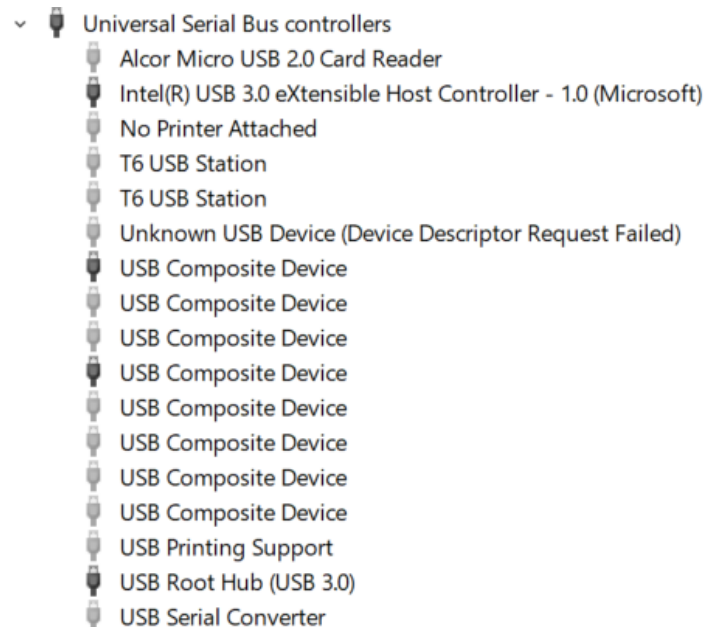 Universal Serial Bus controllers
Alcor Micro USB 2.0 Card Reader
Intel(R) USB 3.0 eXtensible Host Controller - 1.0 (Microsoft)
No Printer Attached
T6 USB Station
T6 USB Station
Unknown USB Device (Device Descriptor Request Failed)
USB Composite Device
USB Composite Device
USB Composite Device
USB Composite Device
USB Composite Device
USB Composite Device
USB Composite Device
USB Composite Device
USB Printing Support
USB Root Hub (USB 3.0)
USB Serial Converter